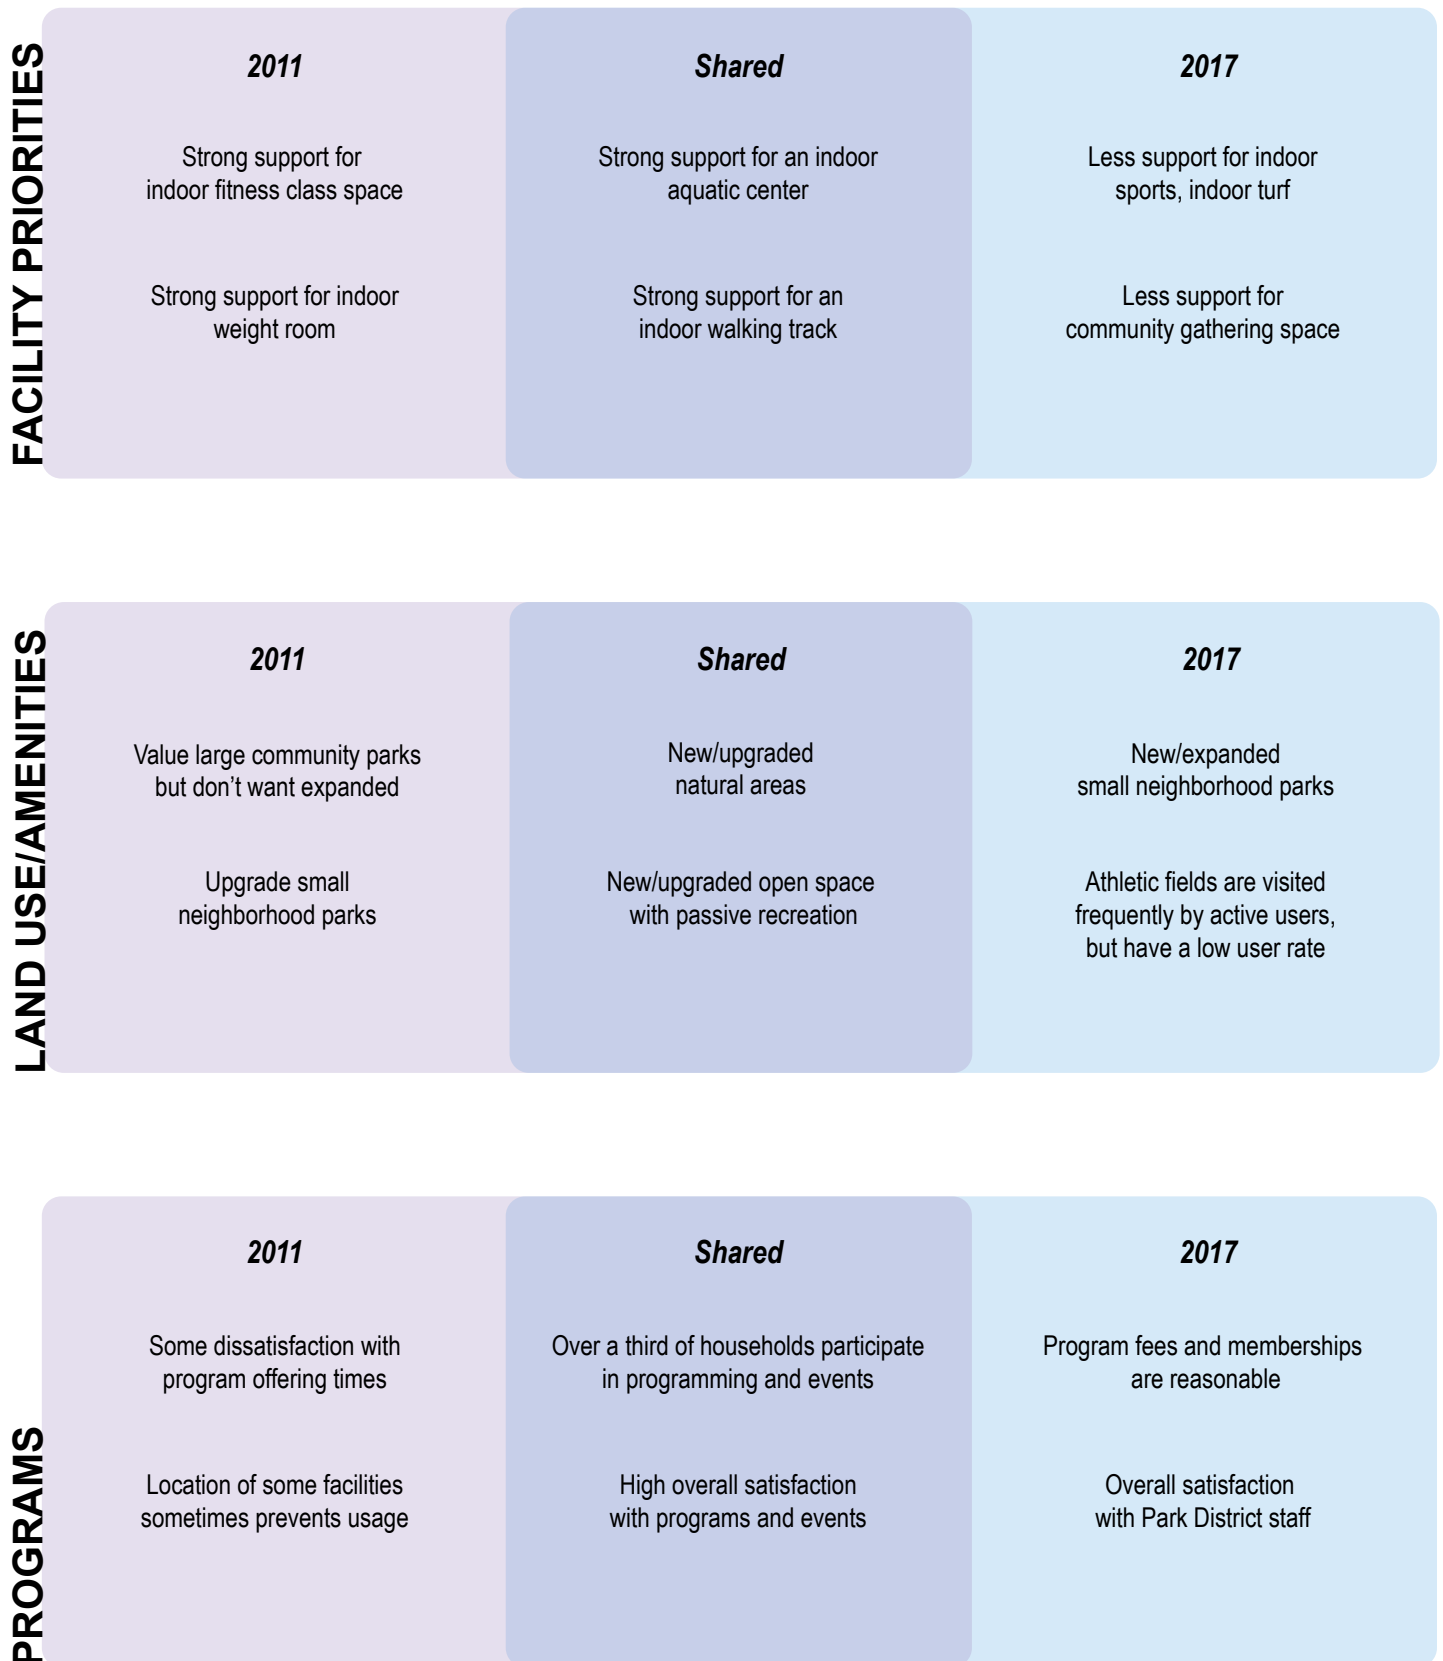 FACILITY PRIORITIES
2011
Strong support for
indoor fitness class space
Strong support for indoor
weight room
Shared
Strong support for an indoor
aquatic center
Strong support for an
indoor walking track
2017
Less support for indoor
sports, indoor turf
Less support for
community gathering space
LAND USE/AMENITIES
2011
Value large community parks
but don’t want expanded
Upgrade small
neighborhood parks
Shared
New/upgraded
natural areas
New/upgraded open space
with passive recreation
2017
New/expanded
small neighborhood parks
Athletic fields are visited
frequently by active users,
but have a low user rate
PROGRAMS
2011
Some dissatisfaction with
program offering times
Location of some facilities
sometimes prevents usage
Shared
Over a third of households participate
in programming and events
High overall satisfaction
with programs and events
2017
Program fees and memberships
are reasonable
Overall satisfaction
with Park District staff